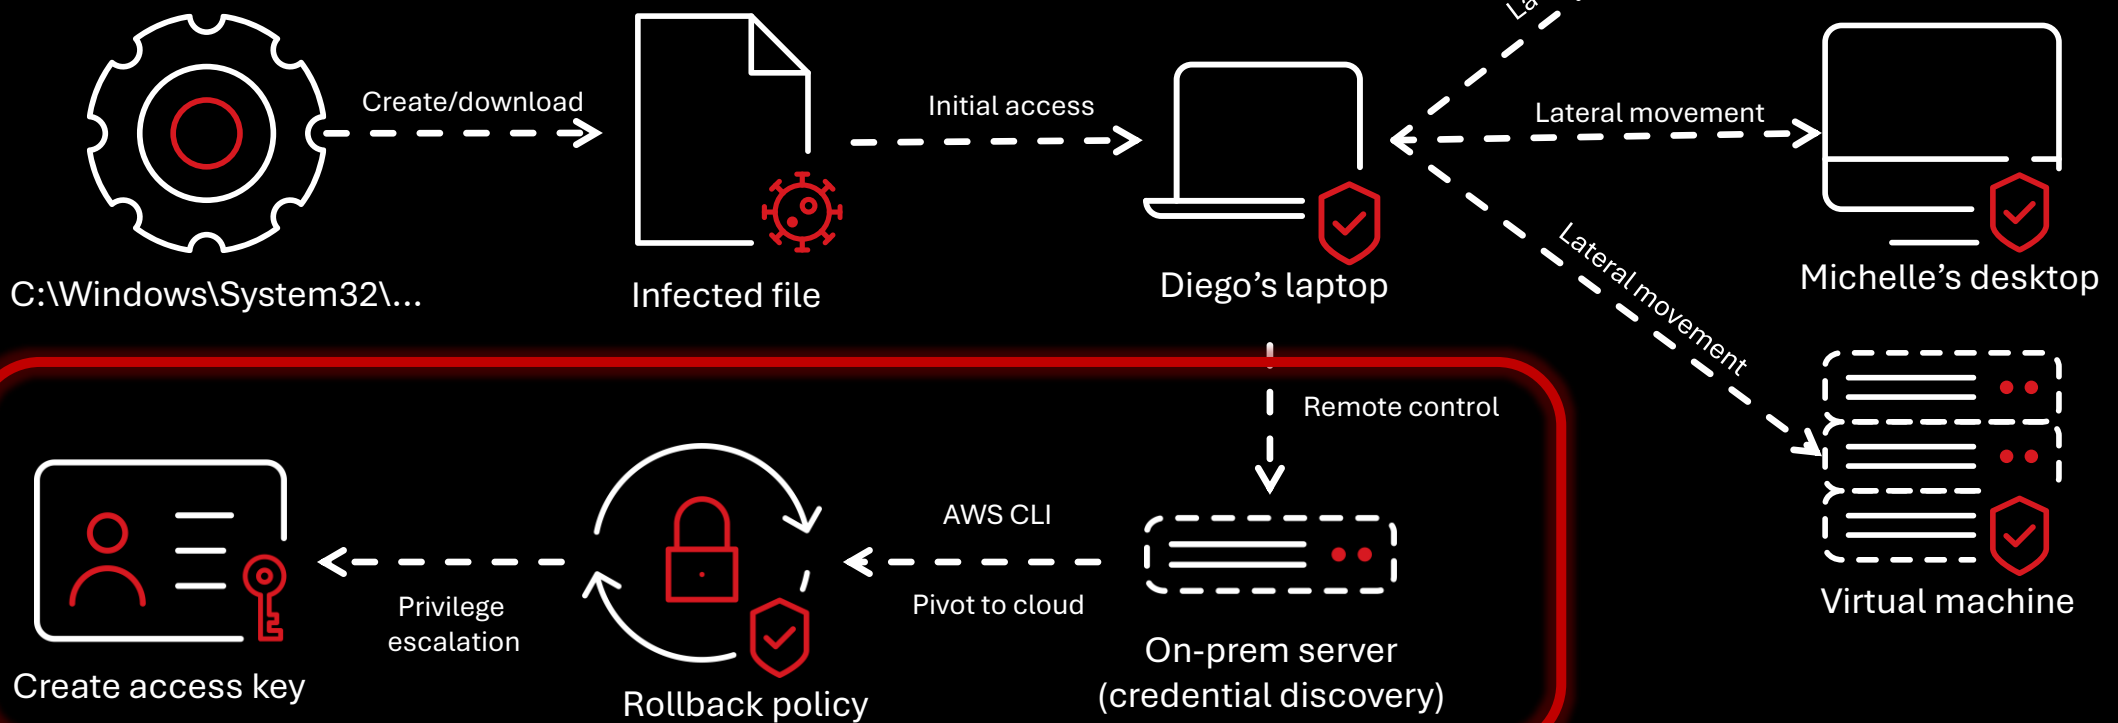 Create/download
Initial access
Lateral movement
C:\Windows\System32\...
Infected file
Diego’s laptop
Michelle’s desktop
Lateral movement
Remote control
AWS CLI
Pivot to cloud
Privilege
escalation
Virtual machine
On-prem server
(credential discovery)
Create access key
Rollback policy